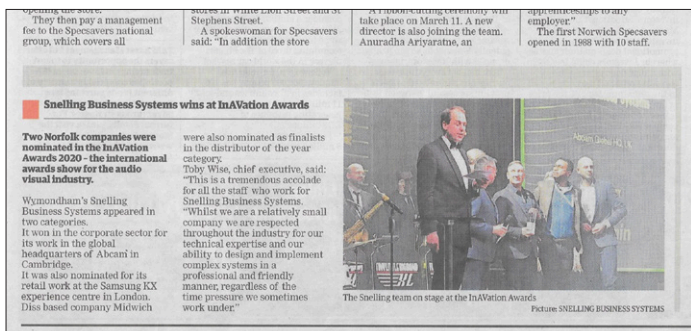 opening the store.
They then pay a management
fee to the Specsavers national
group, which covers all
stores in White Lion Street and St
Stephens Street.
A spokeswoman for Specsavers
said: "In addition the store
A ribbon-cutting ceremony will
take place on March 11. A new
director is also joining the team.
Anuradha Ariyaratne, an
apprenticeships to any
employer."
The first Norwich Specsavers
opened in 1988 with 10 staff.
Snelling Business Systems wins at InAVation Awards
Two Norfolk companies were
nominated in the InAVation
Awards 2020 – the international
awards show for the audio
visual industry.
Wymondham's Snelling
Business Systems appeared in
two categories.
It won in the corporate sector for
its work in the global
headquarters of Abcam in
Cambridge.
It was also nominated for its
retail work at the Samsung KX
experience centre in London.
Diss based company Midwich
were also nominated as finalists
in the distributor of the year
category.
Toby Wise, chief executive, said:
"This is a tremendous accolade
for all the staff who work for
Snelling Business Systems.
"Whilst we are a relatively small
company we are respected
throughout the industry for our
technical expertise and our
ability to design and implement
complex systems in a
professional and friendly
manner, regardless of the
time pressure we sometimes
work under."
The Snelling team on stage at the InAVation Awards
Picture: SNELLING BUSINESS SYSTEMS